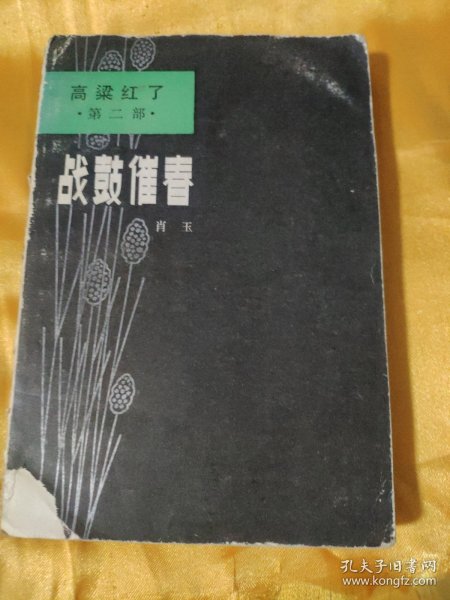 高粱红了
·第二部·
战鼓催春
肖玉
孔夫子旧书网
www.kongfz.com